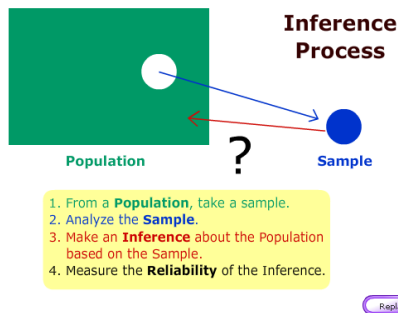 Inference
Process
Population
?
Sample
1. From a Population, take a sample.
2. Analyze the Sample.
3. Make an Inference about the Population
based on the Sample.
4. Measure the Reliability of the Inference.